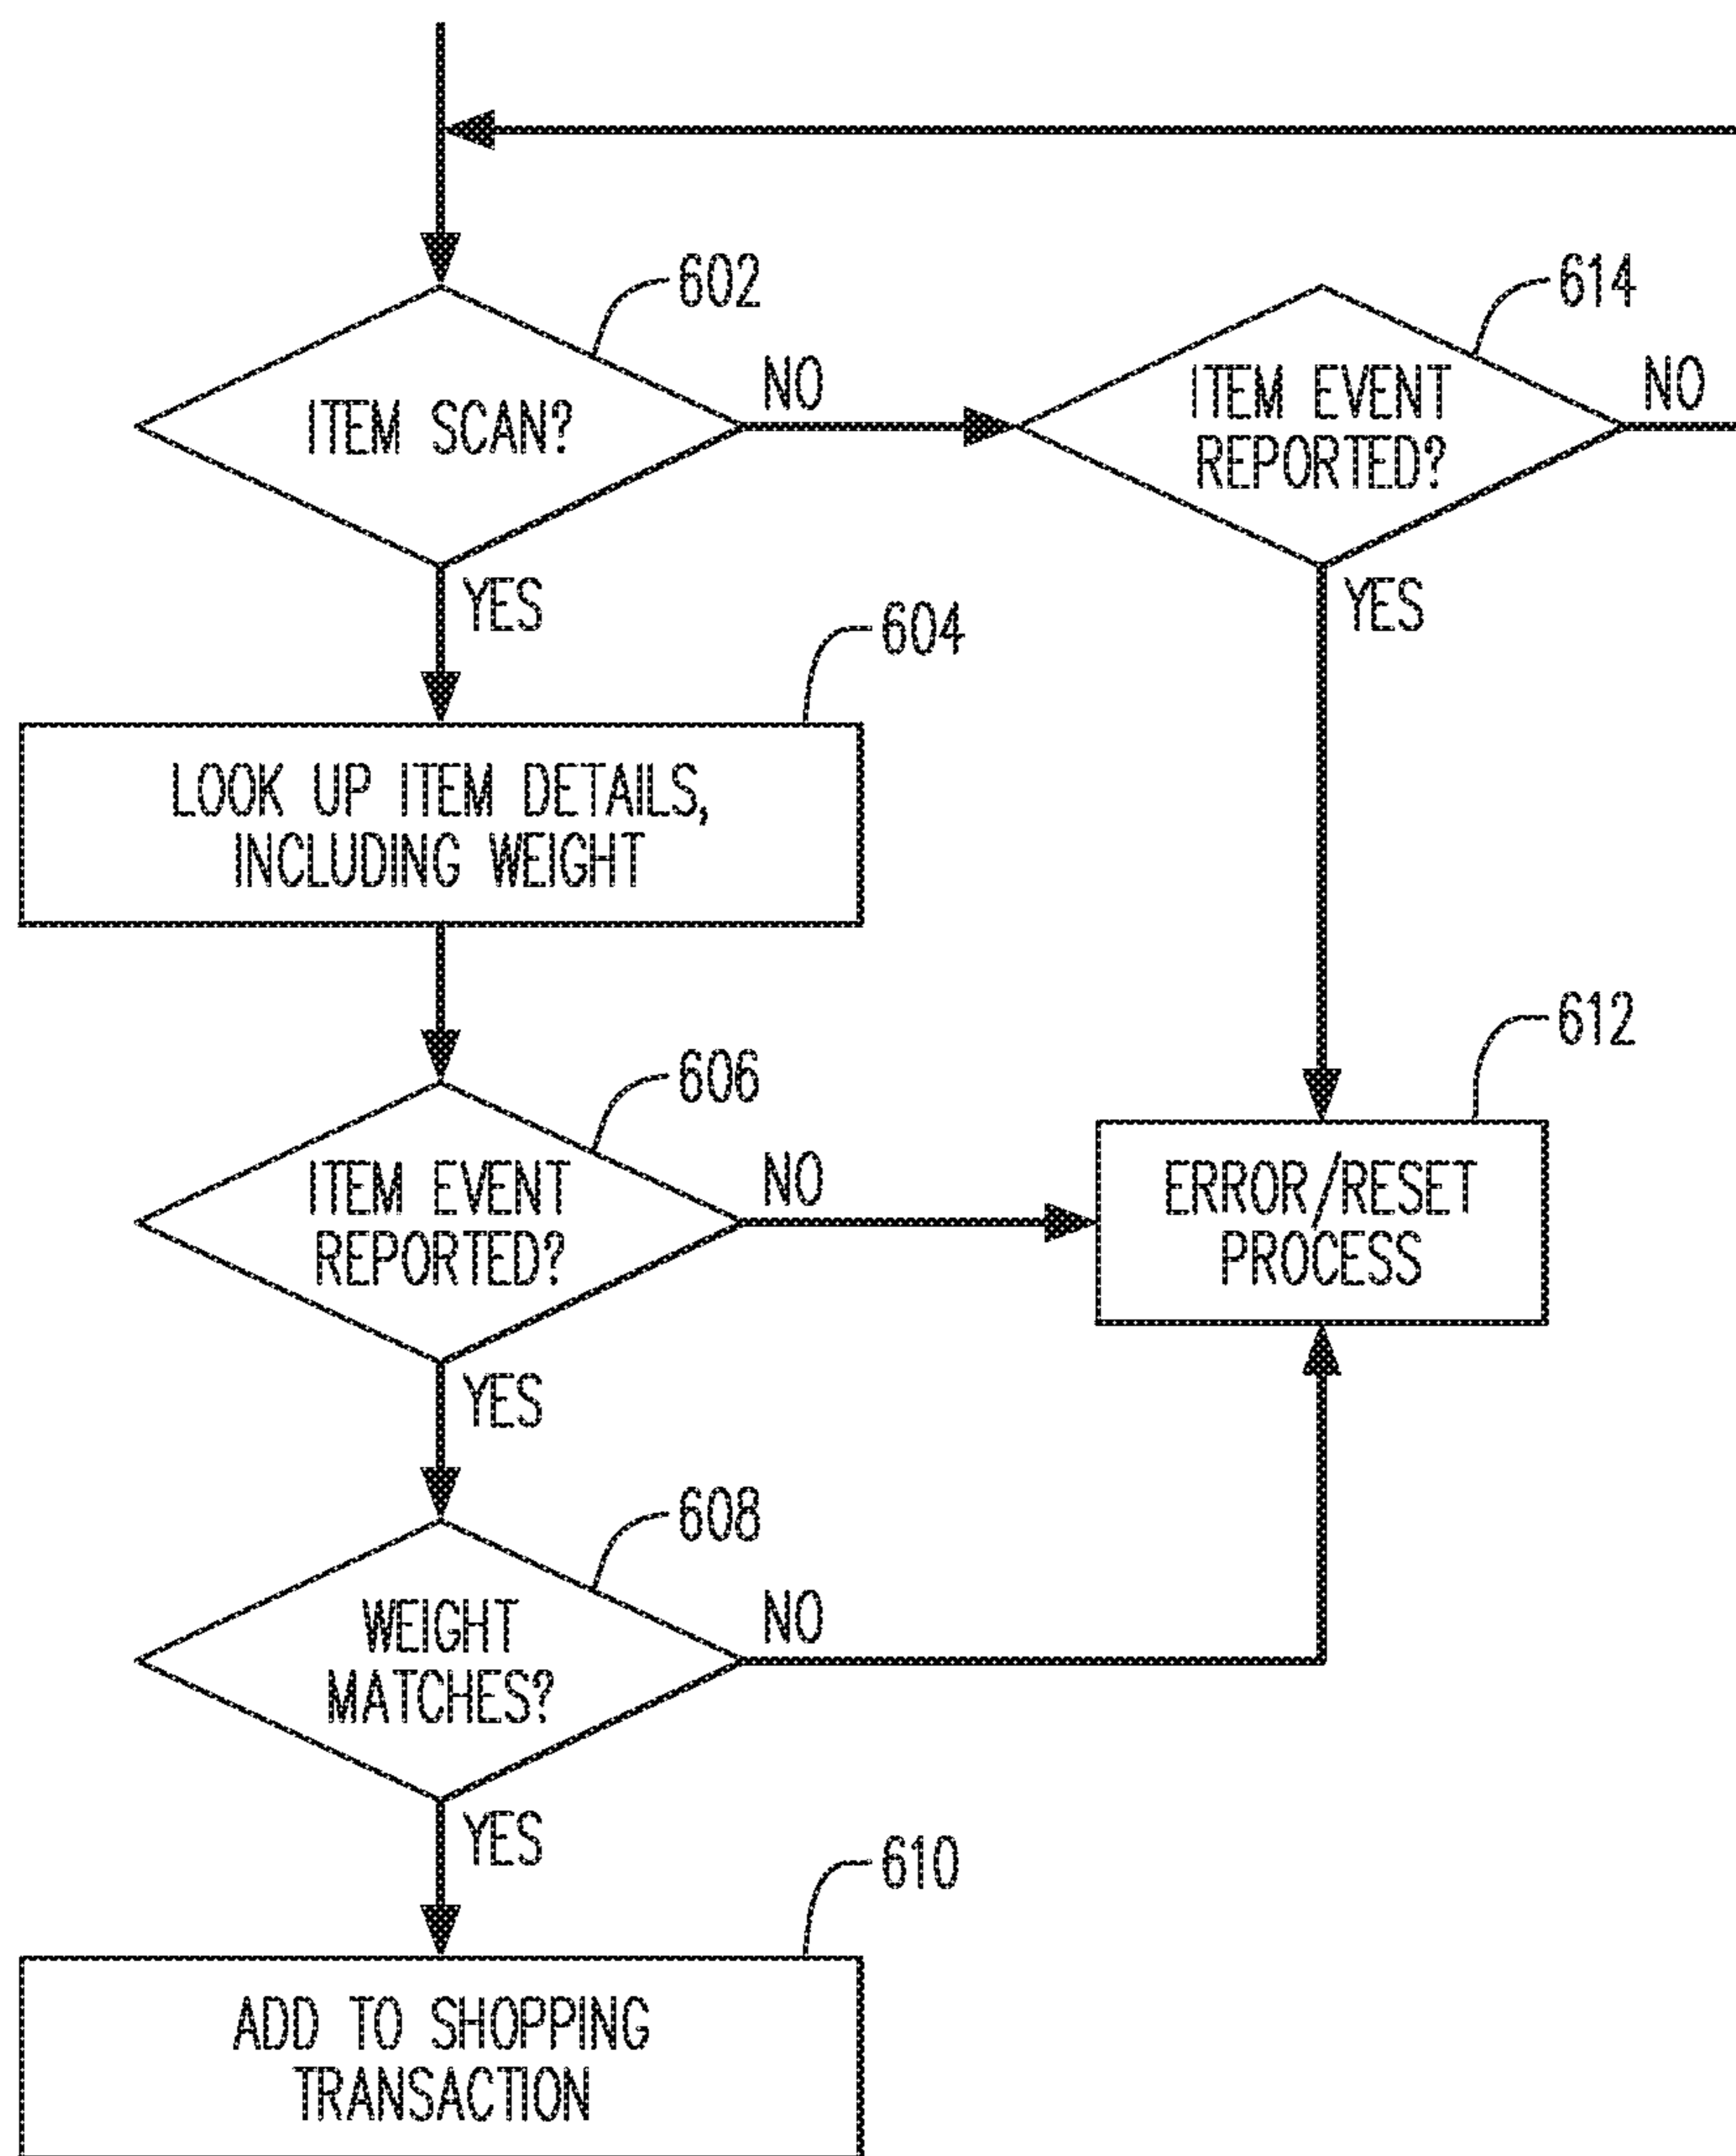 602
614
ITEM SCAN?
NO
ITEM EVENT
REPORTED?
NO
YES
YES
604
LOOK UP ITEM DETAILS,
INCLUDING WEIGHT
606
612
ITEM EVENT
REPORTED?
NO
ERROR/RESET
PROCESS
YES
608
WEIGHT
MATCHES?
NO
YES
610
ADD TO SHOPPING
TRANSACTION